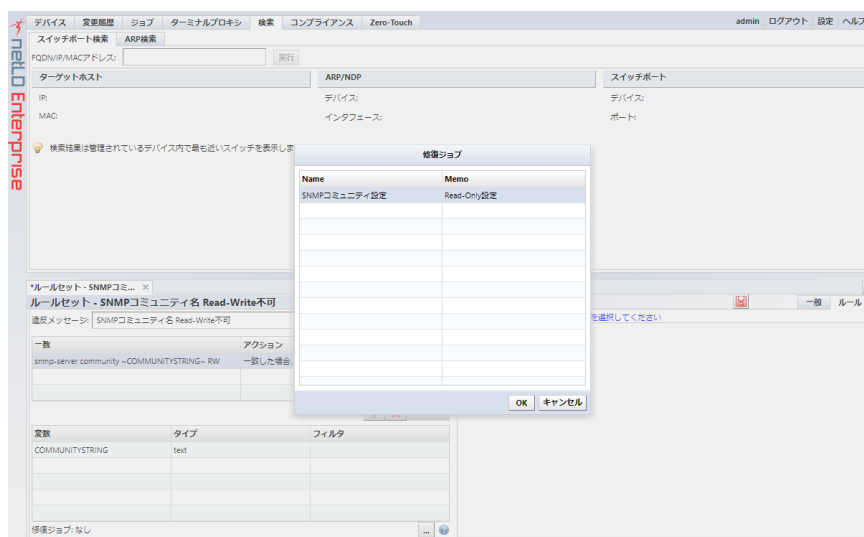 デバイス 変更履歴 ジョブ ターミナルプロキシ 検索 コンプライアンス Zero-Touch admin ログアウト 設定 ヘルプ
スイッチポート検索 ARP検索
FQDN/IP/MACアドレス: 実行
ターゲットホスト ARP/NDP スイッチポート
IP: デバイス: デバイス:
MAC: インタフェース: ポート:
検索結果は管理されているデバイス内で最も近いスイッチを表示しま
netLD Enterprise
修復ジョブ
Name Memo
SNMPコミュニティ設定 Read-Only設定
OK キャンセル
*ルールセット - SNMPコミ... ×
ルールセット - SNMPコミュニティ名 Read-Write不可 一般 ルール
違反メッセージ: SNMPコミュニティ名 Read-Write不可 を選択してください
一致 アクション
snmp-server community ~COMMUNITYSTRING~ RW 一致した場合、
変数 タイプ フィルタ
COMMUNITYSTRING text
修復ジョブ: なし ...